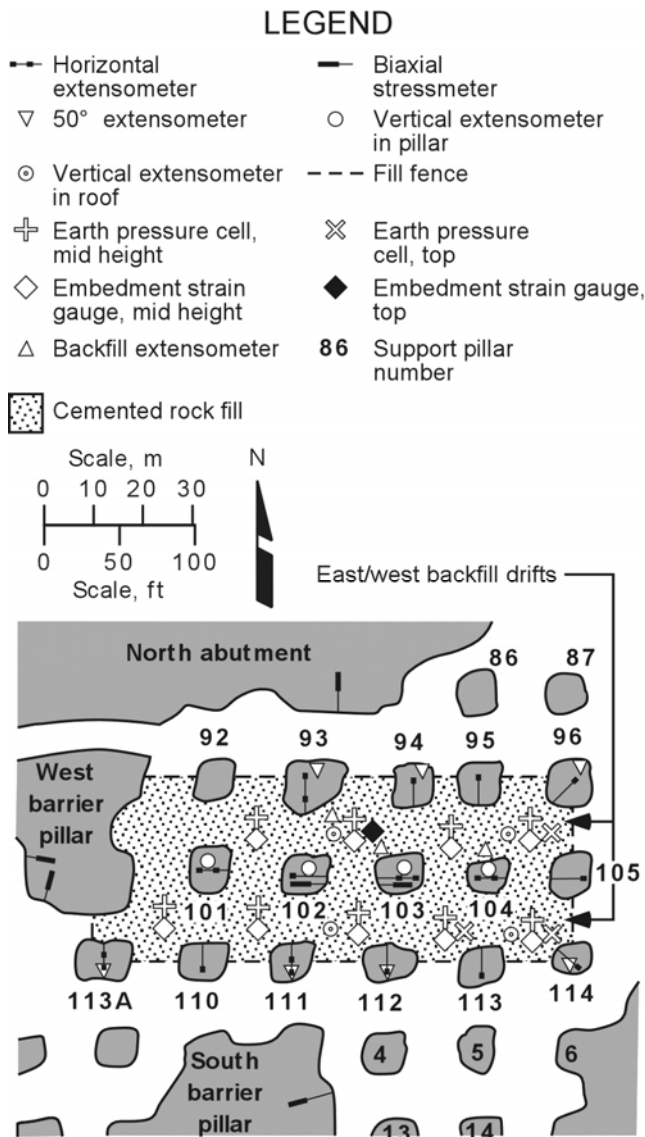 LEGEND
Horizontal
extensometer
Biaxial
stressmeter
50° extensometer
Vertical extensometer
in pillar
Vertical extensometer
in roof
Fill fence
Earth pressure cell,
mid height
Earth pressure
cell, top
Embedment strain
gauge, mid height
Embedment strain gauge,
top
Backfill extensometer
86 Support pillar
number
Cemented rock fill
Scale, m
0 10 20 30
0 50 100
Scale, ft
N
East/west backfill drifts
North abutment
86 87
92 93 94 95 96
West
barrier
pillar
105
101 102 103 104
113A 110 111 112 113 114
South
barrier
pillar
4 5 6
13 14